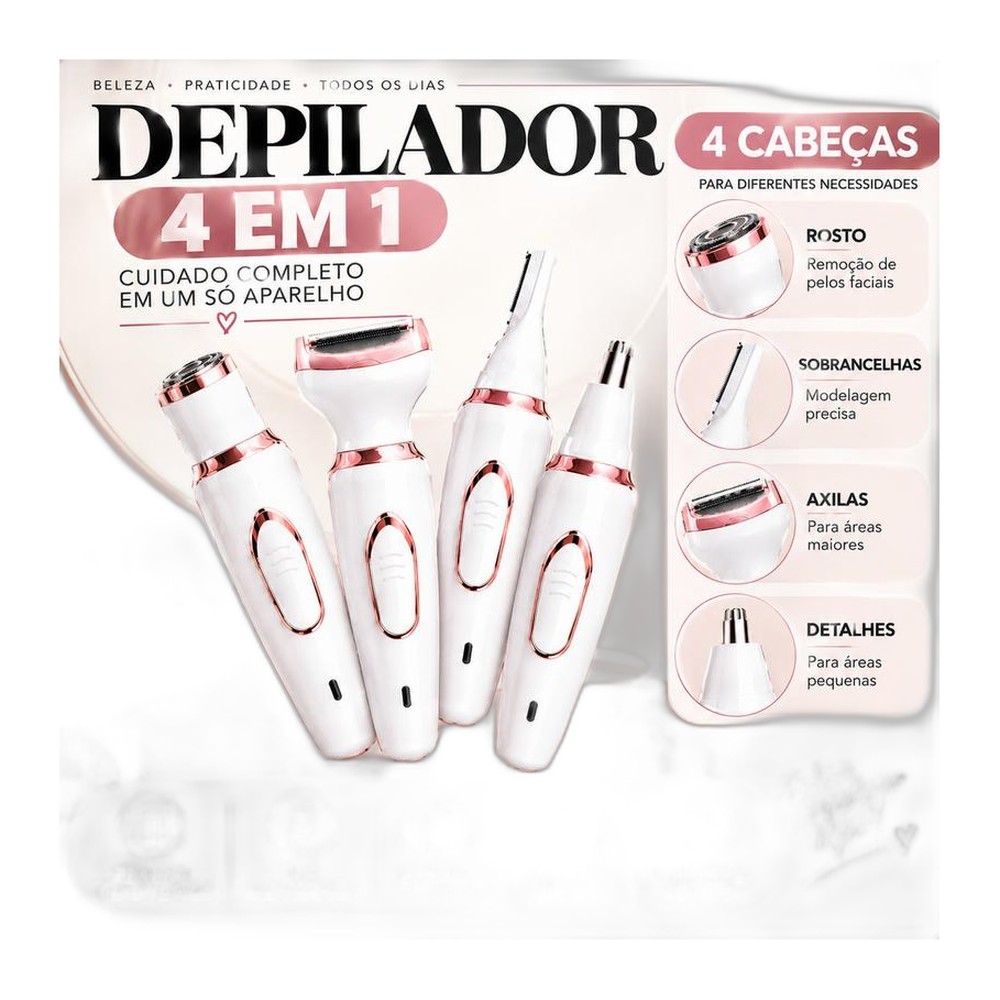 BELEZA • PRATICIDADE • TODOS OS DIAS
DEPILADOR
4 EM 1
CUIDADO COMPLETO
EM UM SÓ APARELHO
4 CABEÇAS
PARA DIFERENTES NECESSIDADES
ROSTO
Remoção de
pelos faciais
SOBRANCELHAS
Modelagem
precisa
AXILAS
Para áreas
maiores
DETALHES
Para áreas
pequenas